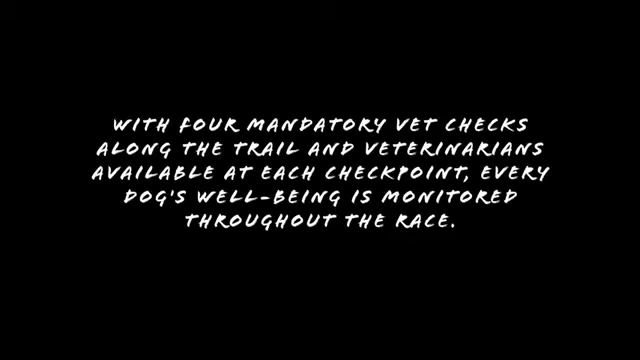 WITH FOUR MANDATORY VET CHECKS
ALONG THE TRAIL AND VETERINARIANS
AVAILABLE AT EACH CHECKPOINT, EVERY
DOG'S WELL-BEING IS MONITORED
THROUGHOUT THE RACE.